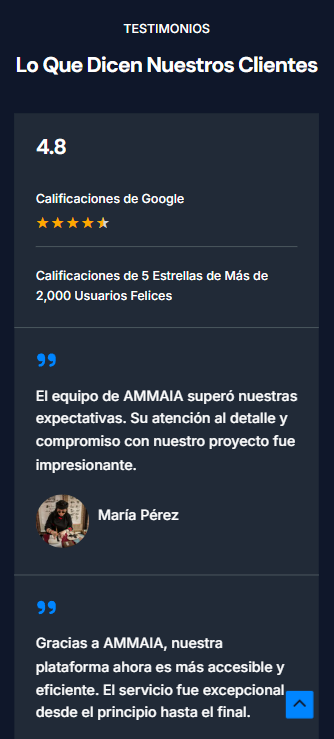 TESTIMONIOS
Lo Que Dicen Nuestros Clientes
4.8
Calificaciones de Google
Calificaciones de 5 Estrellas de Más de
2,000 Usuarios Felices
El equipo de AMMAIA superó nuestras
expectativas. Su atención al detalle y
compromiso con nuestro proyecto fue
impresionante.
María Pérez
Gracias a AMMAIA, nuestra
plataforma ahora es más accesible y
eficiente. El servicio fue excepcional
desde el principio hasta el final.